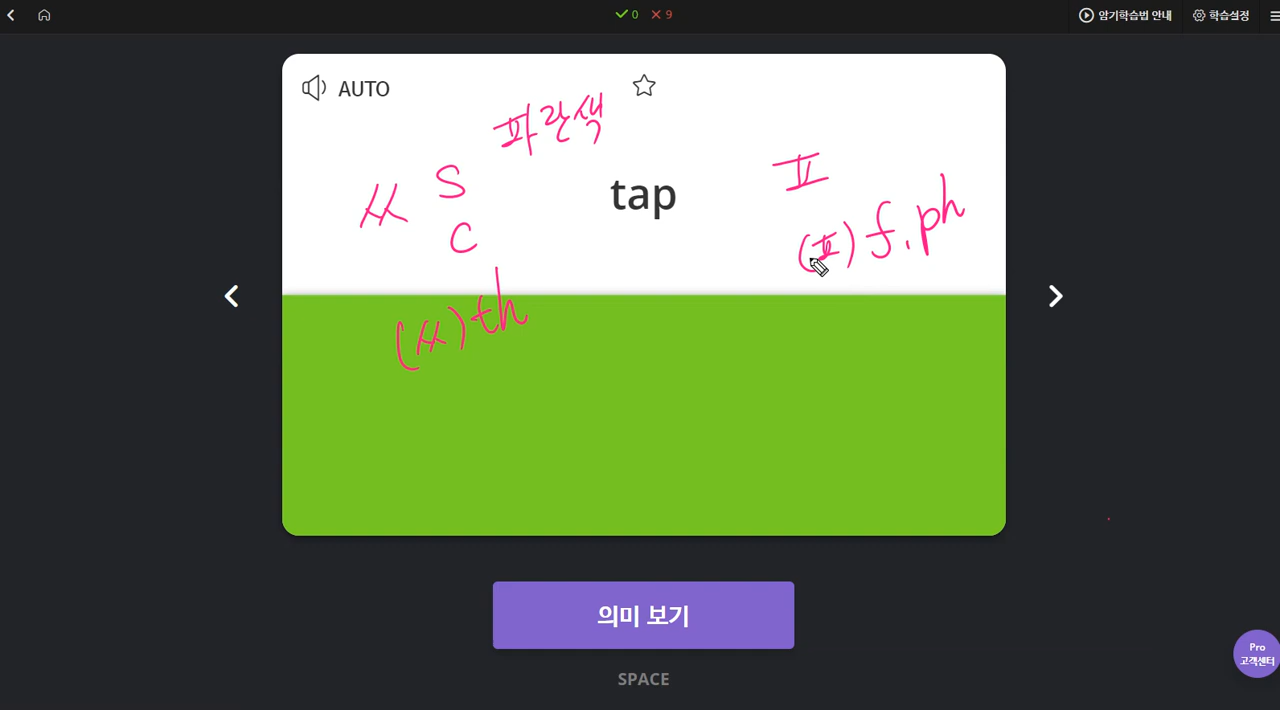 0 9 암기학습법 안내 학습설정
AUTO
파란색
ㅆ s
tap
ㅍ
c
(ㅍ) f. ph
(ㅆ) th
의미 보기
SPACE
Pro
고객센터